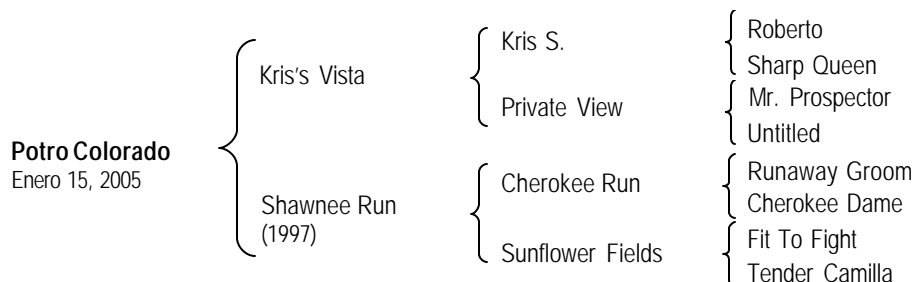 Roberto
Kris S.
Sharp Queen
Kris's Vista
Mr. Prospector
Private View
Untitled
Potro Colorado
Enero 15, 2005
Runaway Groom
Cherokee Run
Cherokee Dame
Shawnee Run
(1997)
Fit To Fight
Sunflower Fields
Tender Camilla